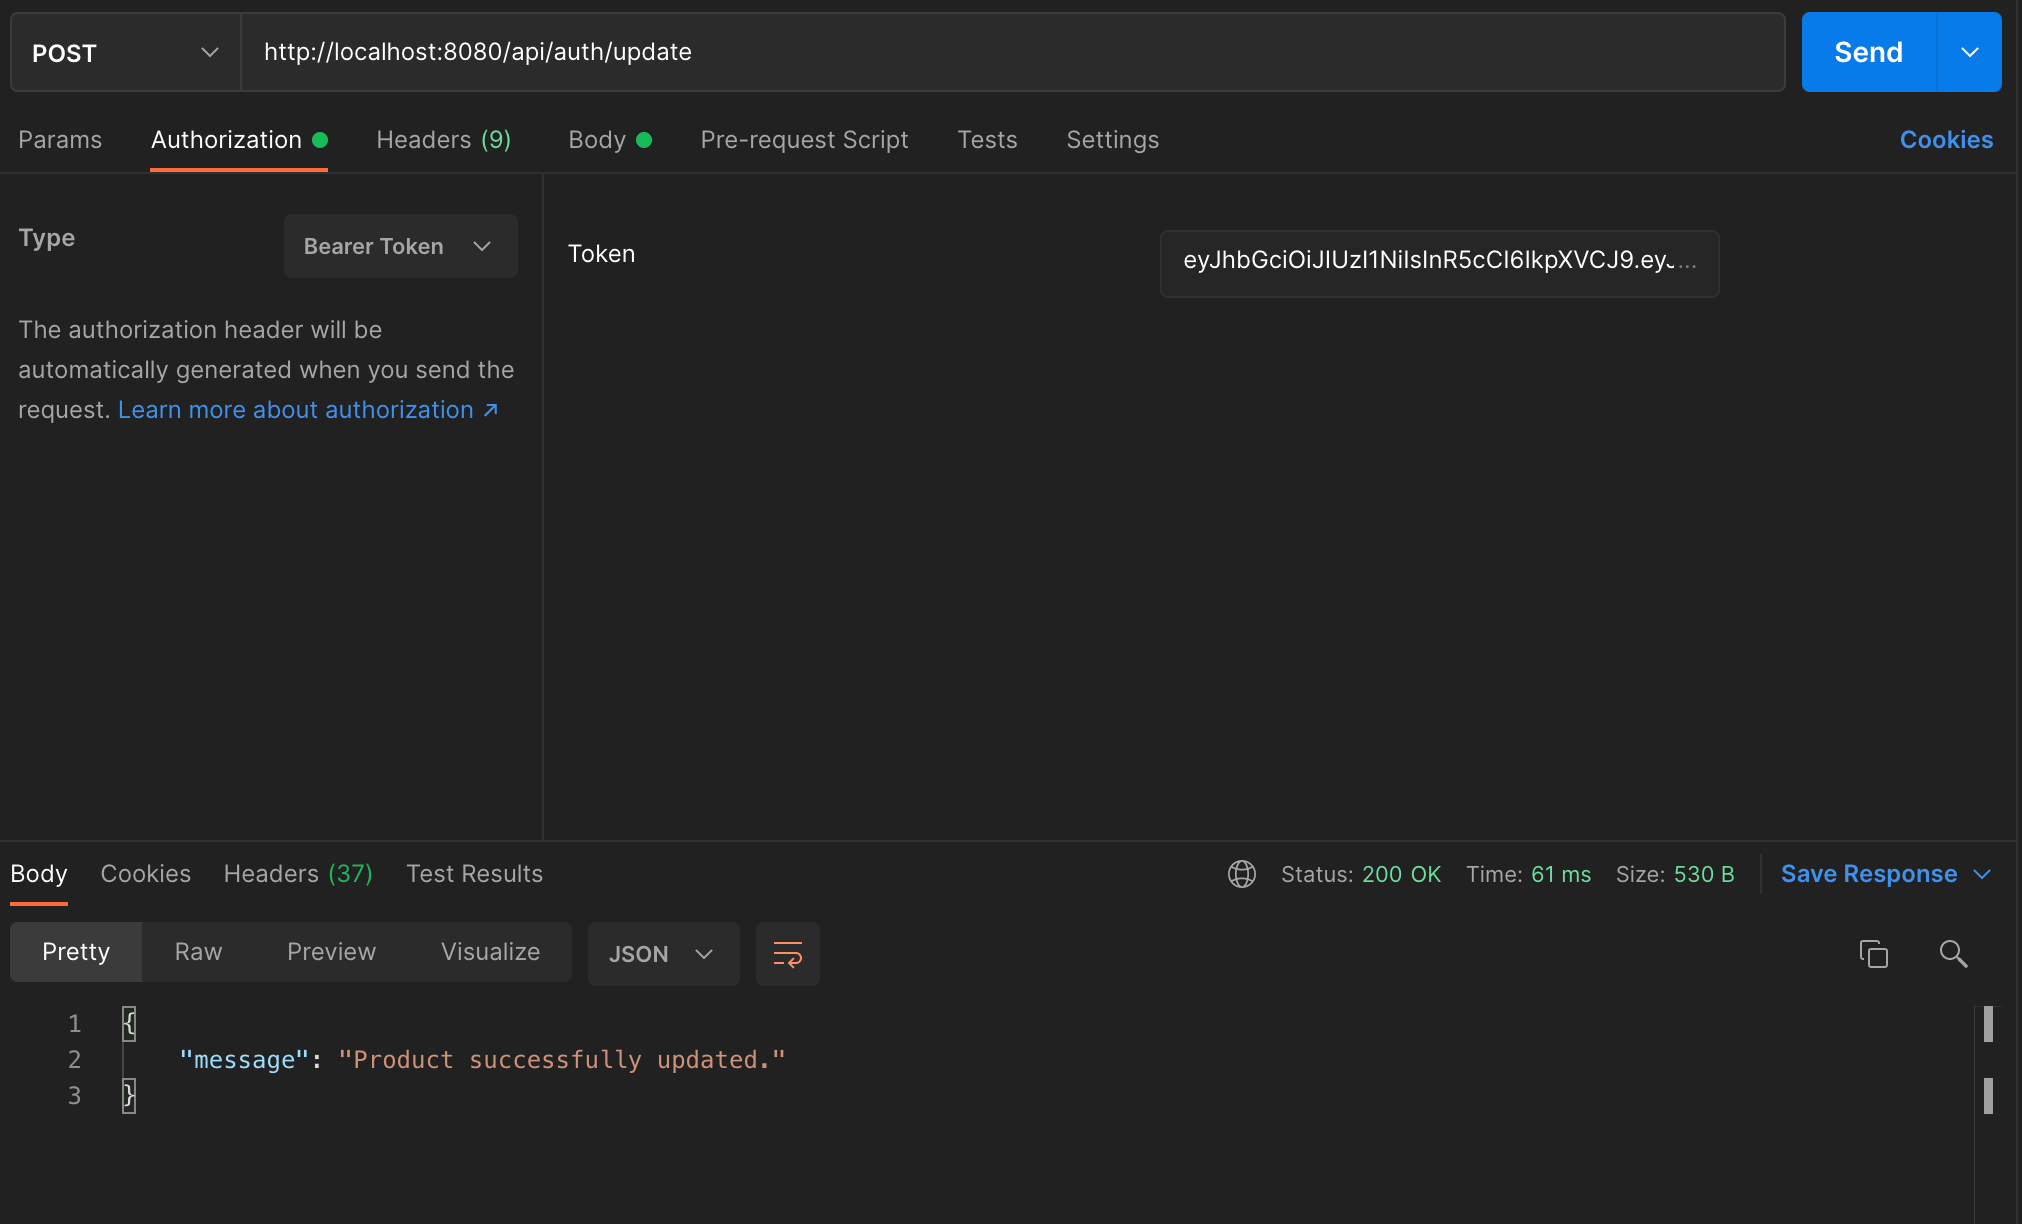 POST
http://localhost:8080/api/auth/update
Send
Params Authorization Headers (9) Body Pre-request Script Tests Settings Cookies
Type
Bearer Token
The authorization header will be
automatically generated when you send the
request. Learn more about authorization ↗
Token
eyJhbGciOiJIUzI1NiIsInR5cCI6IkpXVCJ9.eyJ...
Body Cookies Headers (37) Test Results
Status: 200 OK Time: 61 ms Size: 530 B Save Response
Pretty Raw Preview Visualize JSON
1 {
2 "message": "Product successfully updated."
3 }